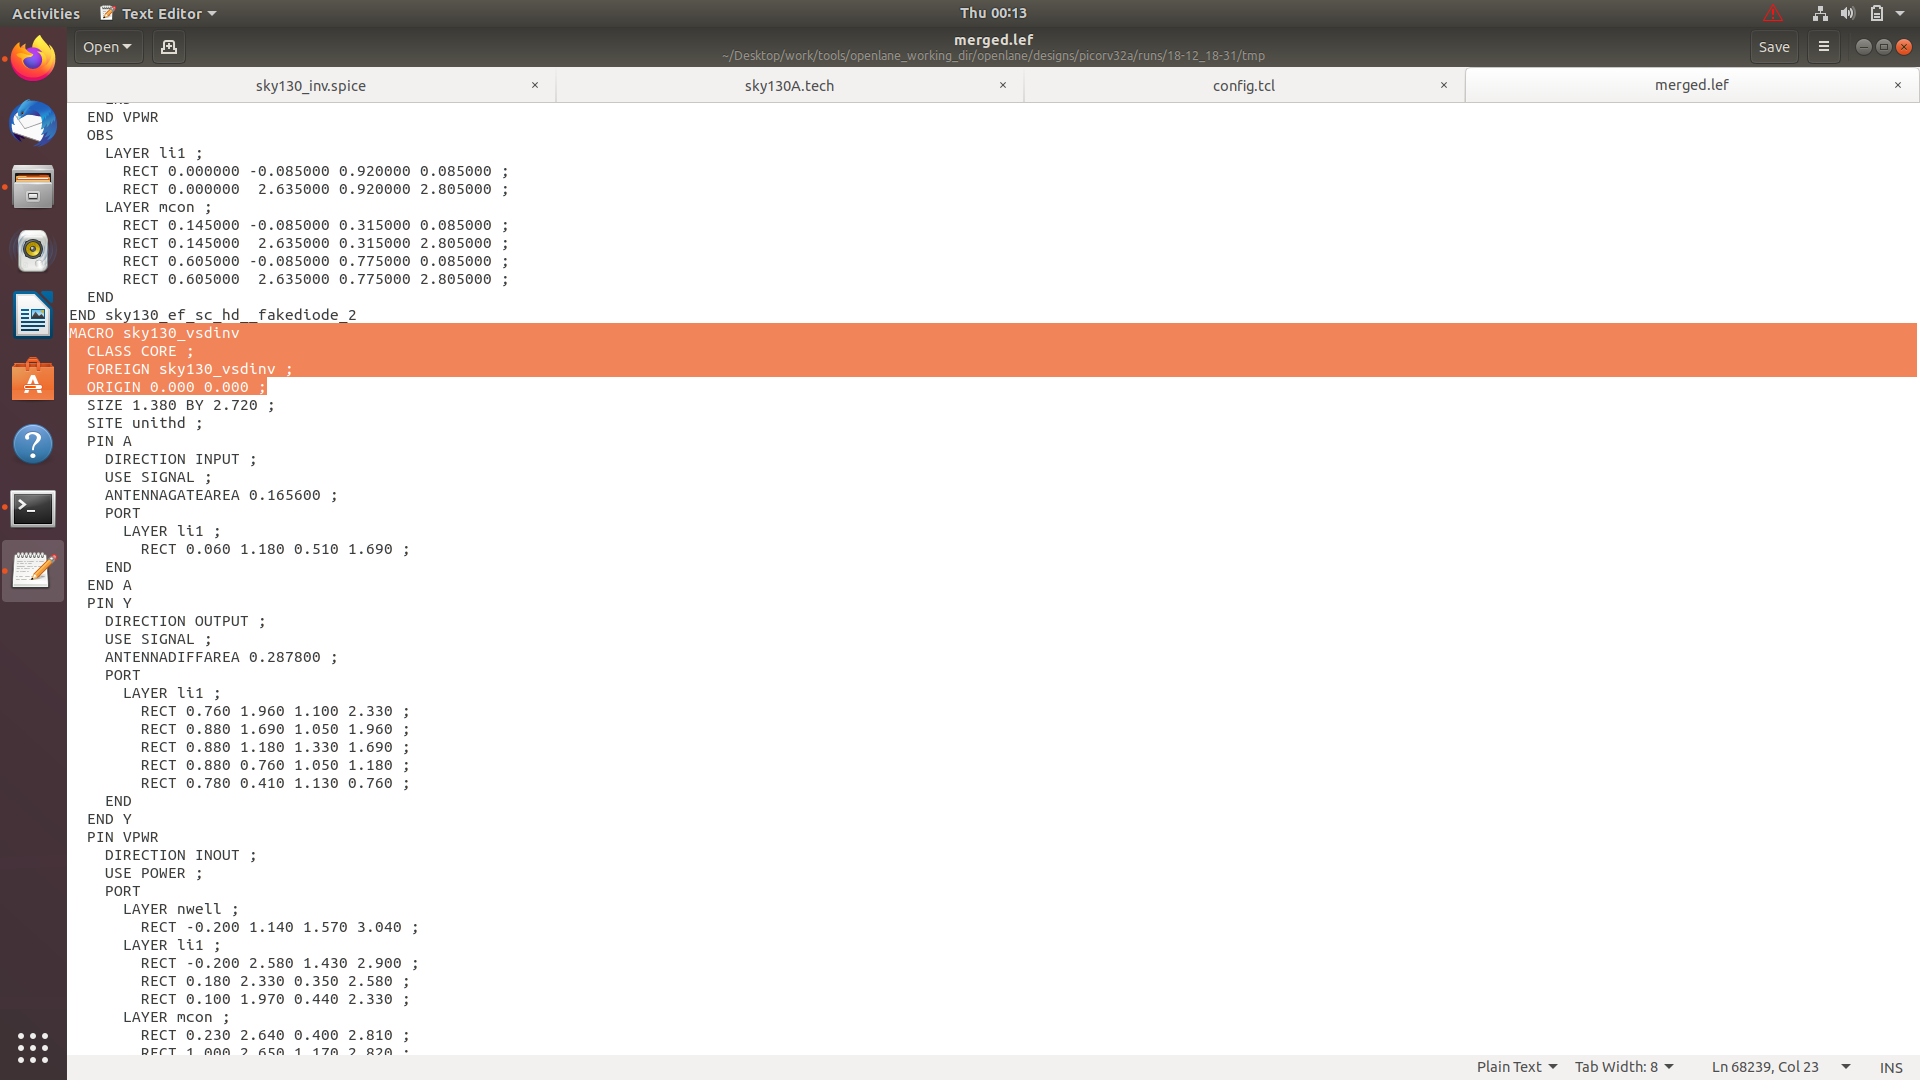 Activities
Text Editor
Thu 00:13
Open
merged.lef
~/Desktop/work/tools/openlane_working_dir/openlane/designs/picorv32a/runs/18-12_18-31/tmp
Save
sky130_inv.spice ×
sky130A.tech ×
config.tcl ×
merged.lef ×
END VPWR
OBS
LAYER li1 ;
RECT 0.000000 -0.085000 0.920000 0.085000 ;
RECT 0.000000 2.635000 0.920000 2.805000 ;
LAYER mcon ;
RECT 0.145000 -0.085000 0.315000 0.085000 ;
RECT 0.145000 2.635000 0.315000 2.805000 ;
RECT 0.605000 -0.085000 0.775000 0.085000 ;
RECT 0.605000 2.635000 0.775000 2.805000 ;
END
END sky130_ef_sc_hd__fakediode_2
MACRO sky130_vsdinv
CLASS CORE ;
FOREIGN sky130_vsdinv ;
ORIGIN 0.000 0.000 ;
SIZE 1.380 BY 2.720 ;
SITE unithd ;
PIN A
DIRECTION INPUT ;
USE SIGNAL ;
ANTENNAGATEAREA 0.165600 ;
PORT
LAYER li1 ;
RECT 0.060 1.180 0.510 1.690 ;
END
END A
PIN Y
DIRECTION OUTPUT ;
USE SIGNAL ;
ANTENNADIFFAREA 0.287800 ;
PORT
LAYER li1 ;
RECT 0.760 1.960 1.100 2.330 ;
RECT 0.880 1.690 1.050 1.960 ;
RECT 0.880 1.180 1.330 1.690 ;
RECT 0.880 0.760 1.050 1.180 ;
RECT 0.780 0.410 1.130 0.760 ;
END
END Y
PIN VPWR
DIRECTION INOUT ;
USE POWER ;
PORT
LAYER nwell ;
RECT -0.200 1.140 1.570 3.040 ;
LAYER li1 ;
RECT -0.200 2.580 1.430 2.900 ;
RECT 0.180 2.330 0.350 2.580 ;
RECT 0.100 1.970 0.440 2.330 ;
LAYER mcon ;
RECT 0.230 2.640 0.400 2.810 ;
RECT 1.000 2.650 1.170 2.820 ;
Plain Text
Tab Width: 8
Ln 68239, Col 23
INS